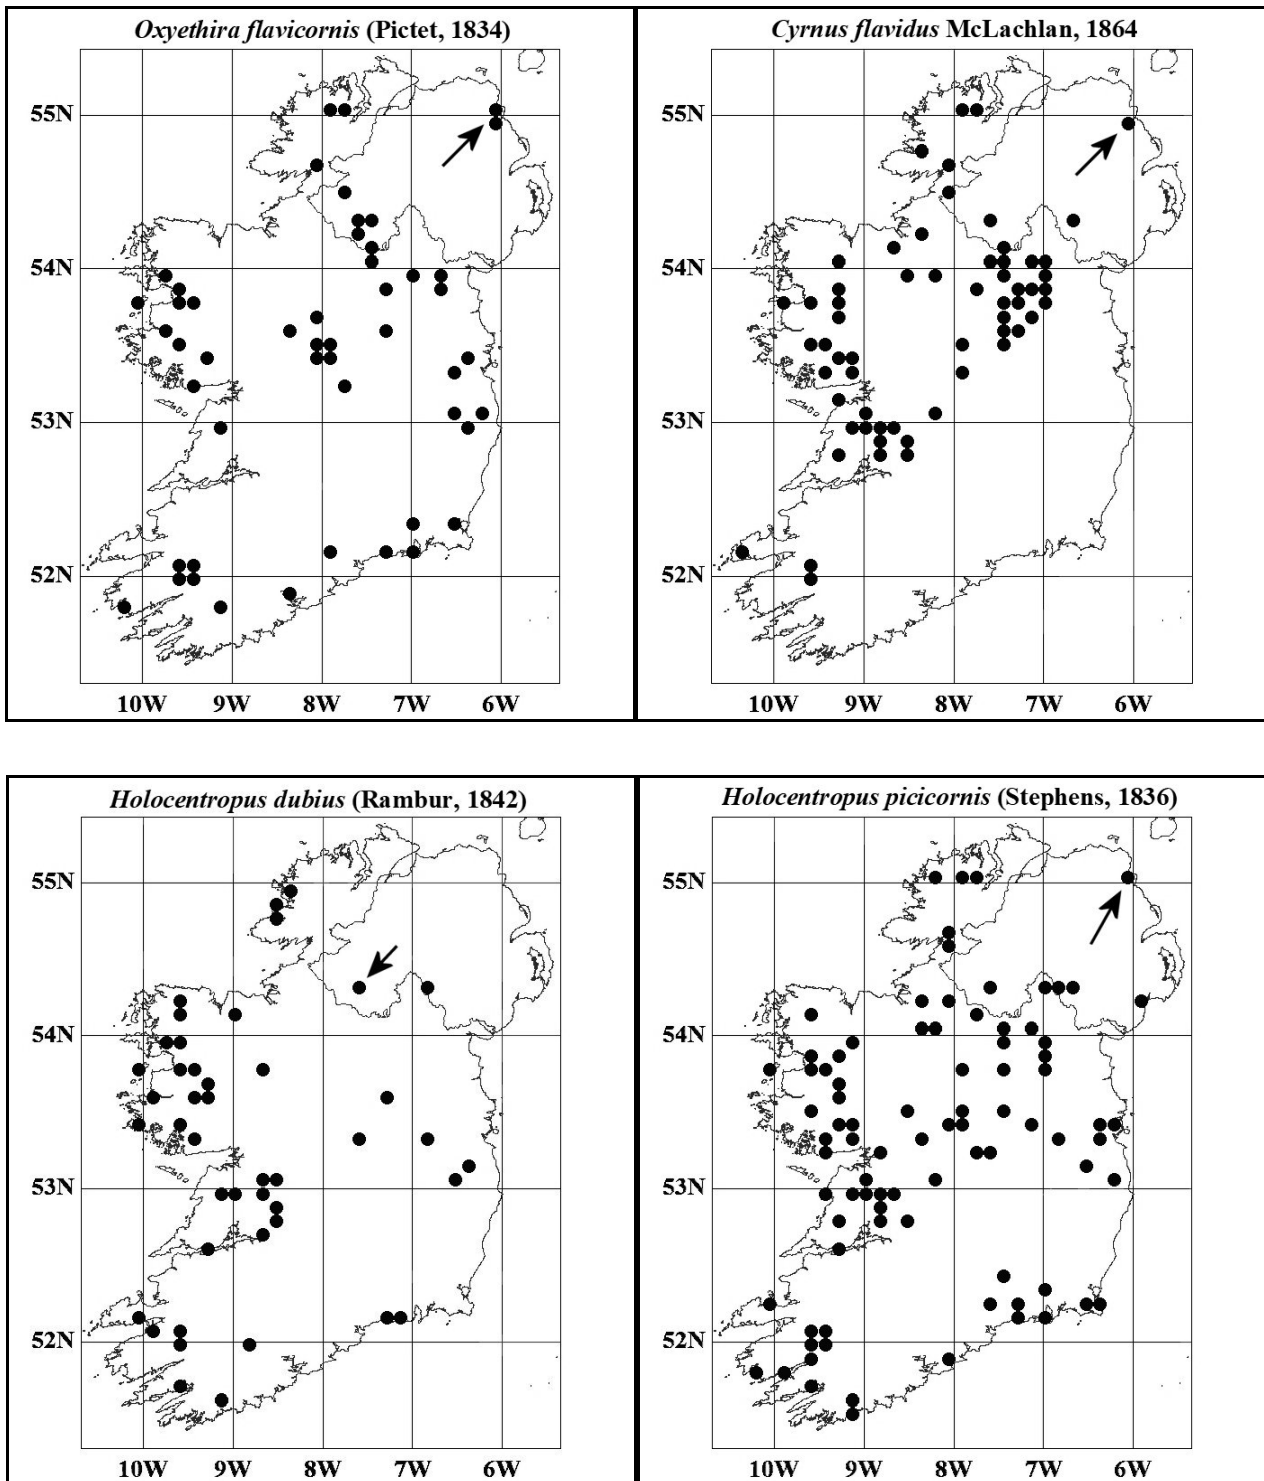 Oxyethira flavicornis (Pictet, 1834)
55N
54N
53N
52N
10W 9W 8W 7W 6W
Cyrnus flavidus McLachlan, 1864
55N
54N
53N
52N
10W 9W 8W 7W 6W
Holocentropus dubius (Rambur, 1842)
55N
54N
53N
52N
10W 9W 8W 7W 6W
Holocentropus picicornis (Stephens, 1836)
55N
54N
53N
52N
10W 9W 8W 7W 6W